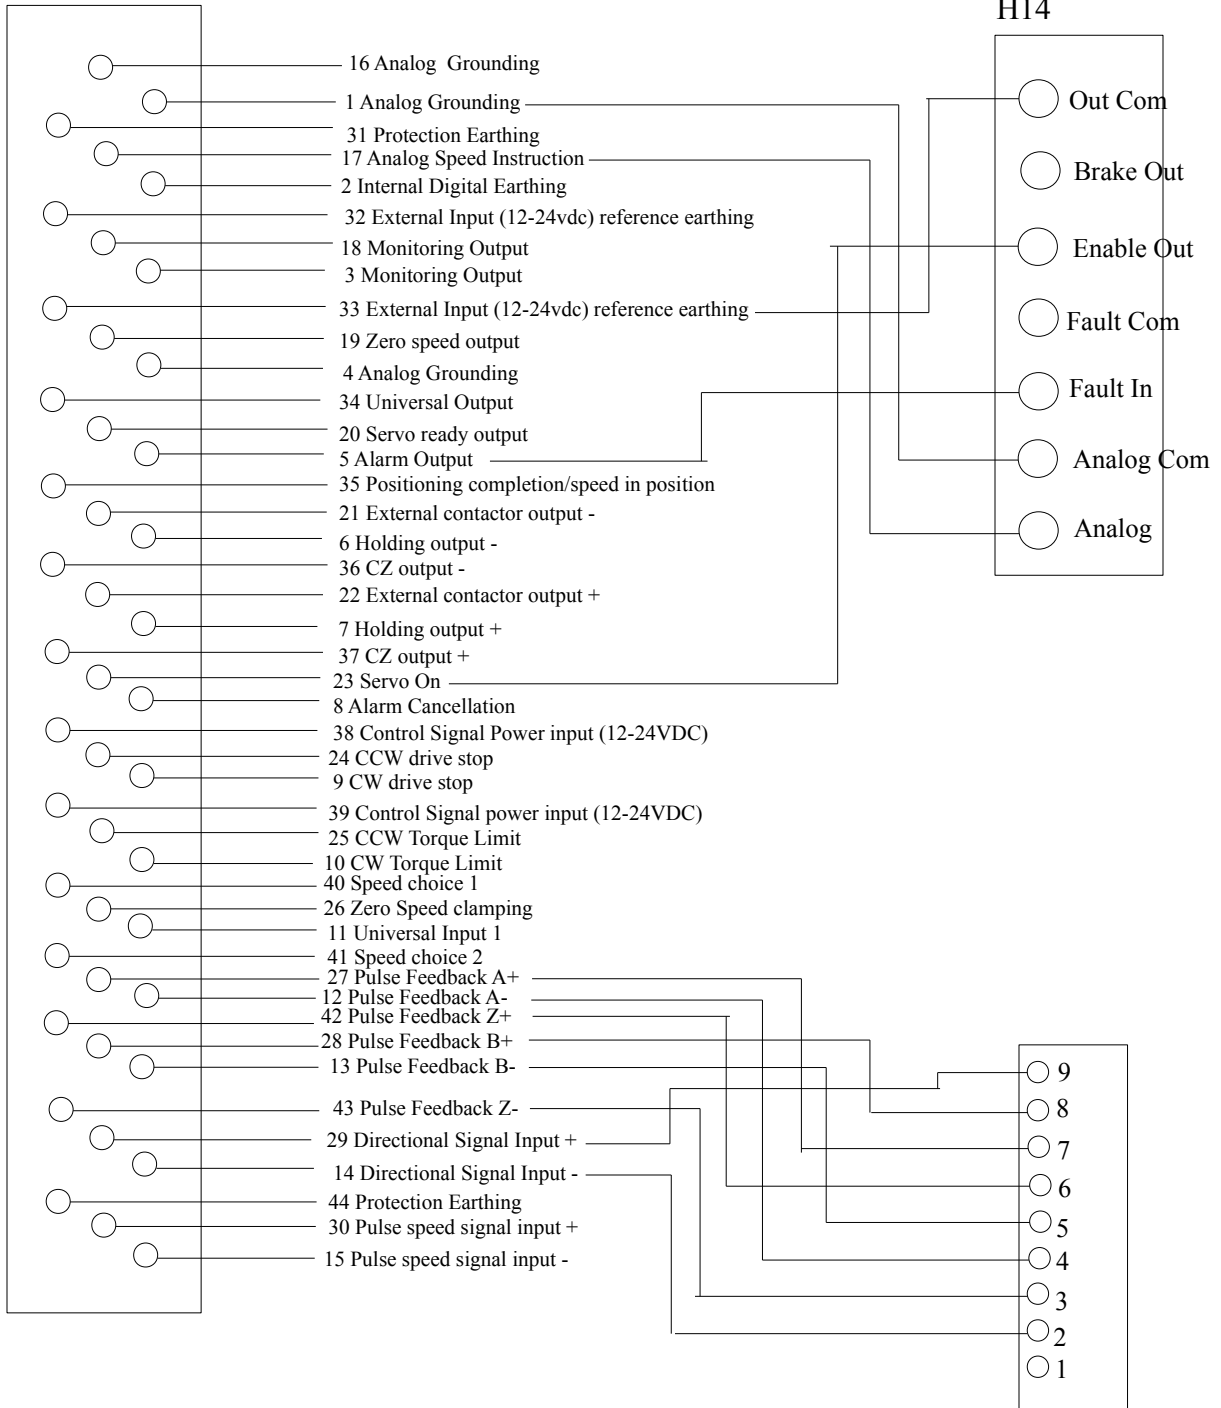 H14
16 Analog  Grounding
1 Analog Grounding
31 Protection Earthing
17 Analog Speed Instruction
2 Internal Digital Earthing
32 External Input (12-24vdc) reference earthing
18 Monitoring Output
3 Monitoring Output
33 External Input (12-24vdc) reference earthing
19 Zero speed output
4 Analog Grounding
34 Universal Output
20 Servo ready output
5 Alarm Output
35 Positioning completion/speed in position
21 External contactor output -
6 Holding output -
36 CZ output -
22 External contactor output +
7 Holding output +
37 CZ output +
23 Servo On
8 Alarm Cancellation
38 Control Signal Power input (12-24VDC)
24 CCW drive stop
9 CW drive stop
39 Control Signal power input (12-24VDC)
25 CCW Torque Limit
10 CW Torque Limit
40 Speed choice 1
26 Zero Speed clamping
11 Universal Input 1
41 Speed choice 2
27 Pulse Feedback A+
12 Pulse Feedback A-
42 Pulse Feedback Z+
28 Pulse Feedback B+
13 Pulse Feedback B-
43 Pulse Feedback Z-
29 Directional Signal Input +
14 Directional Signal Input -
44 Protection Earthing
30 Pulse speed signal input +
15 Pulse speed signal input -
Out Com
Brake Out
Enable Out
Fault Com
Fault In
Analog Com
Analog
9
8
7
6
5
4
3
2
1